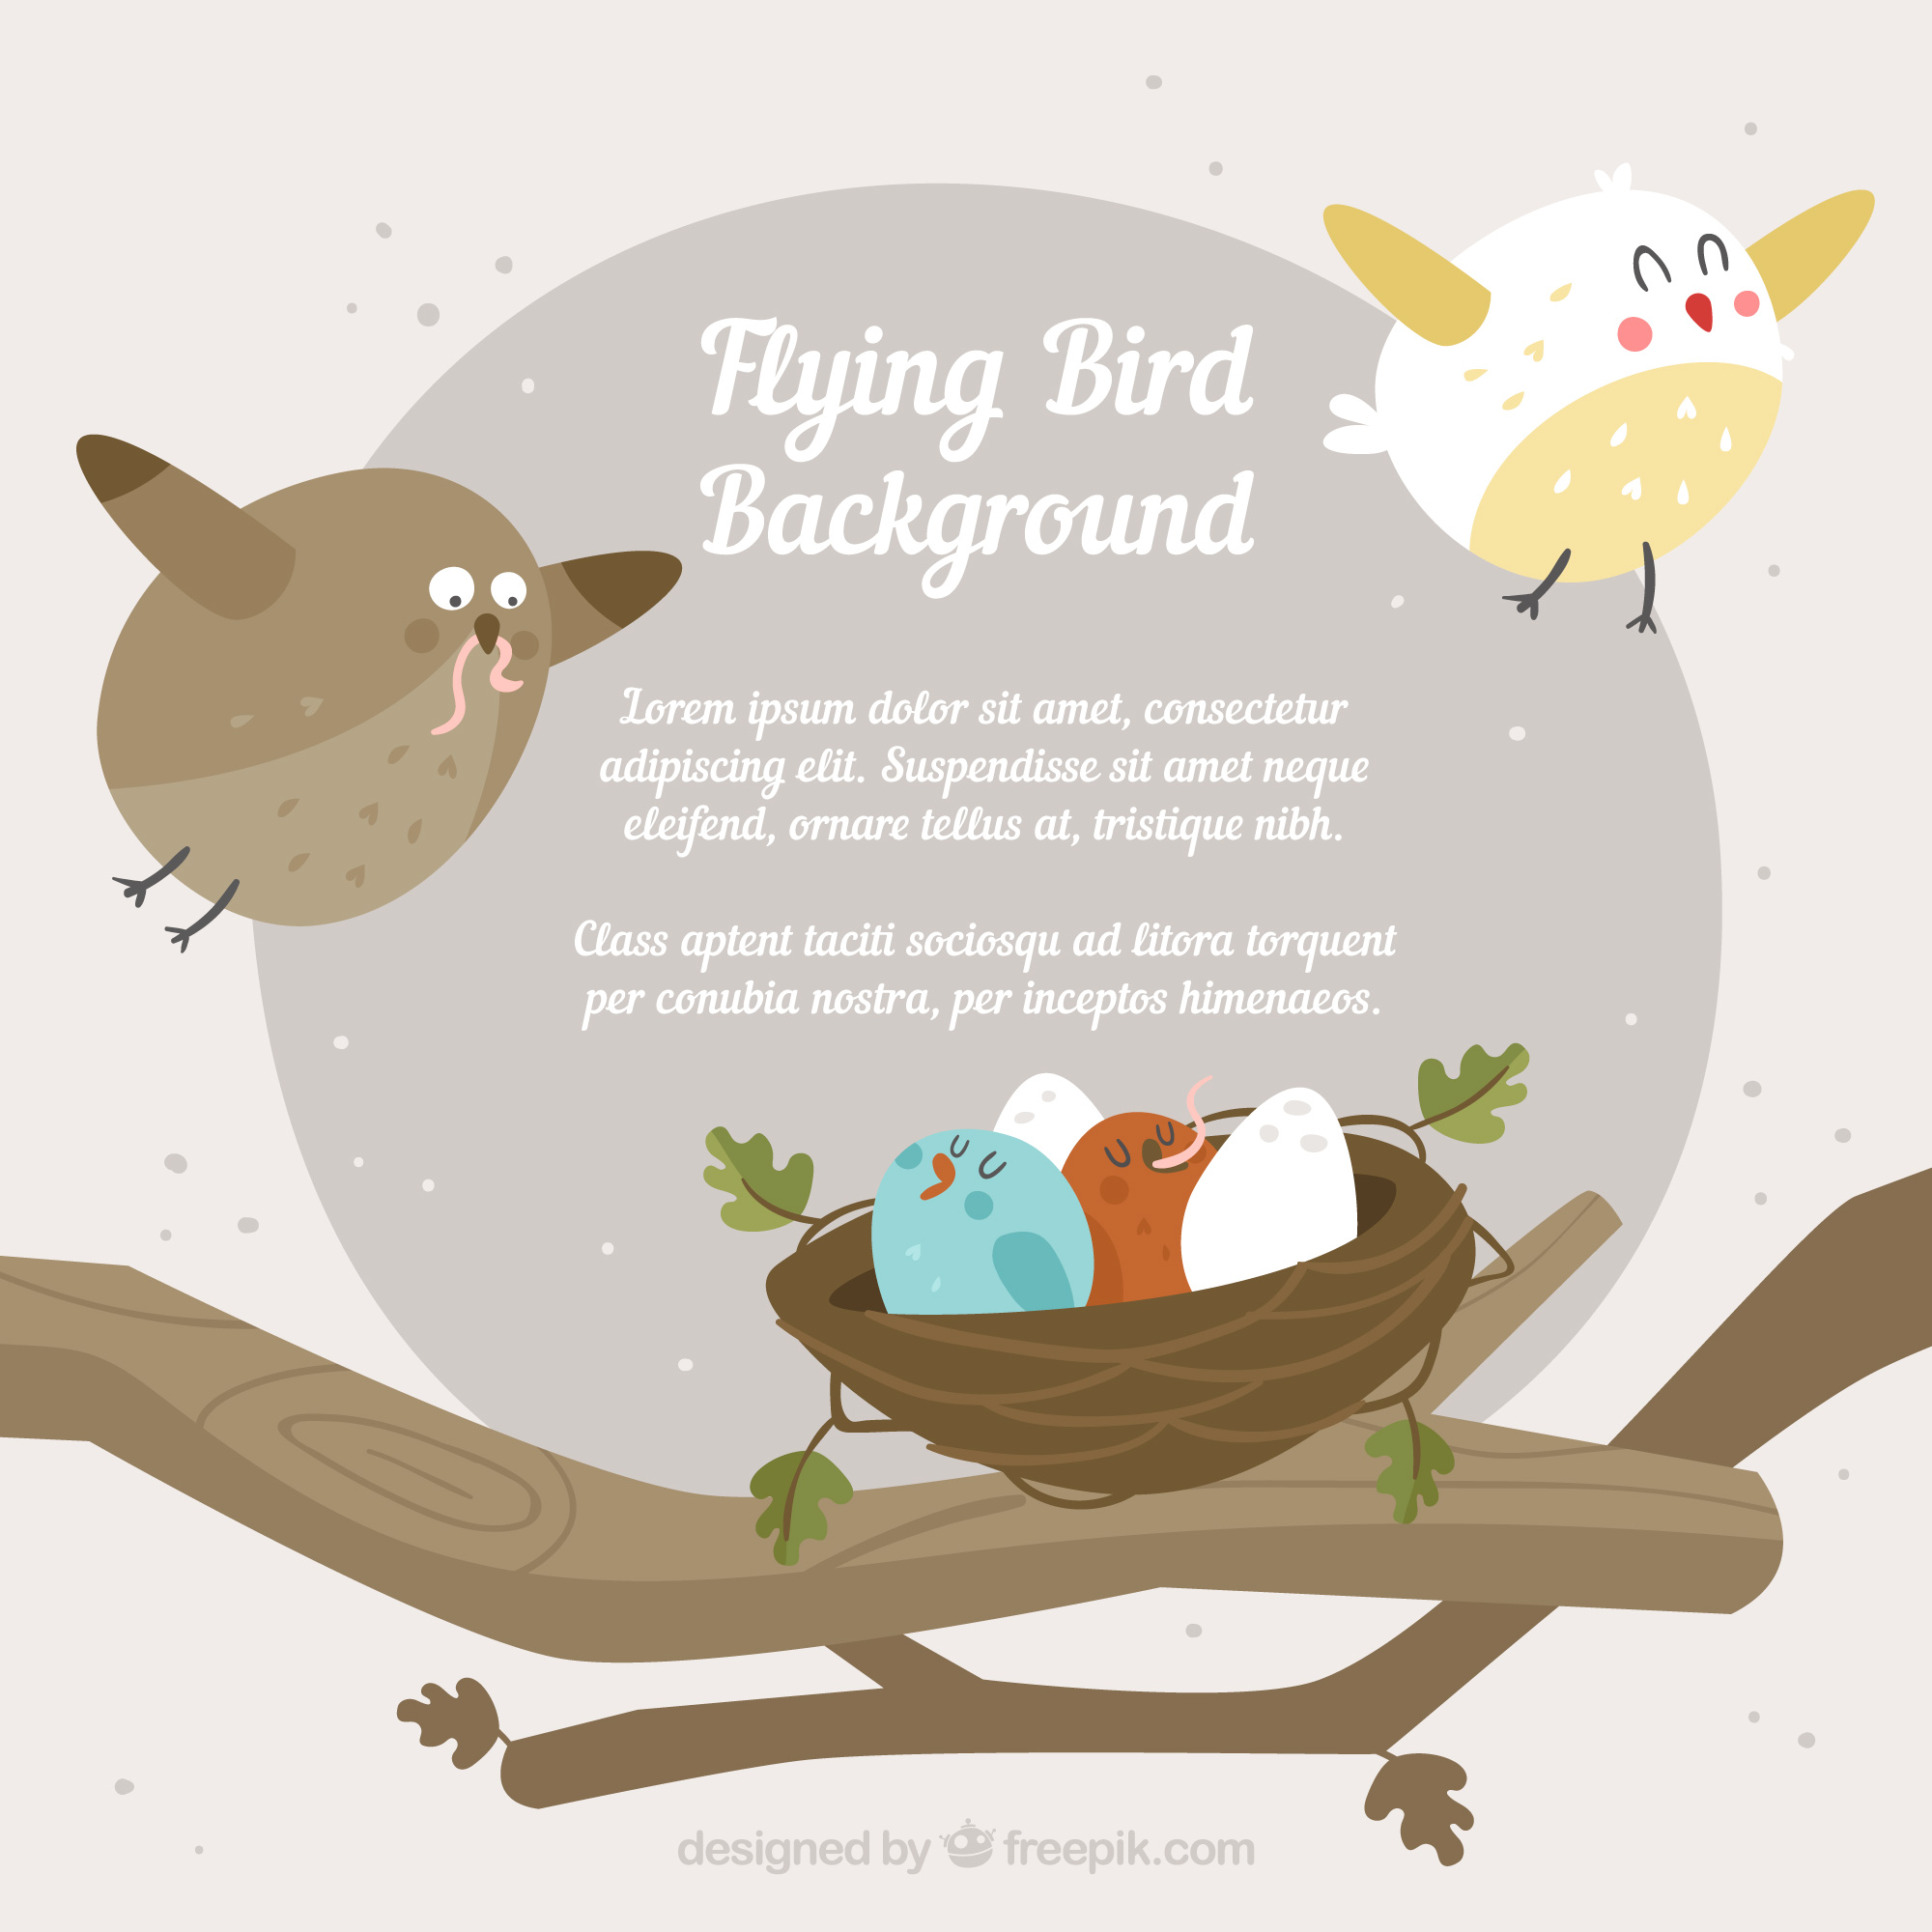 Flying Bird
Background
Lorem ipsum dolor sit amet, consectetur
adipiscing elit. Suspendisse sit amet neque
eleifend, ornare tellus at, tristique nibh.
Class aptent taciti sociosqu ad litora torquent
per conubia nostra, per inceptos himenaeos.
designed by freepik.com